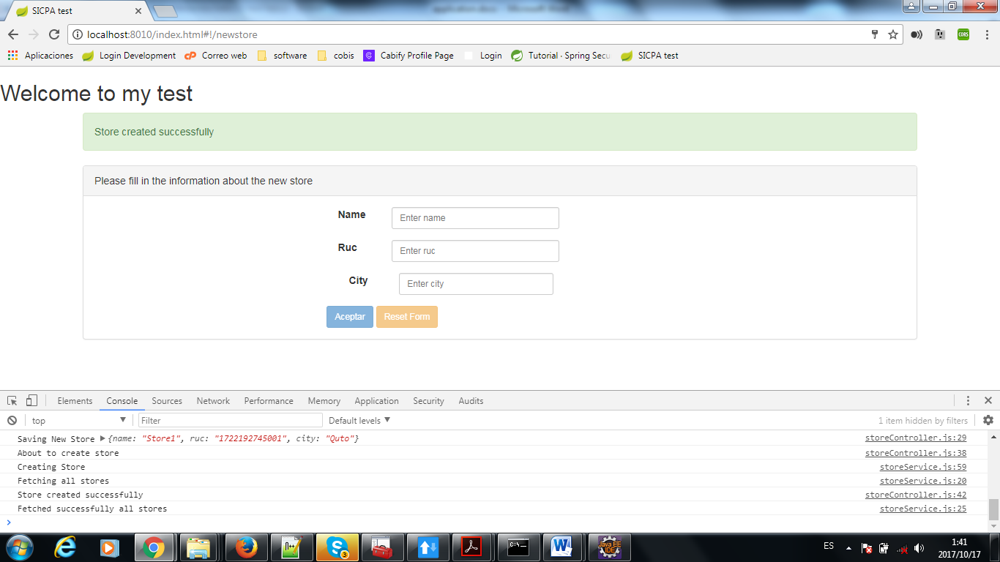 SICPA test
localhost:8010/index.html#!/newstore
CORS
Aplicaciones
Login Development
cP Correo web
software
cobis
Cabify Profile Page
Login
Tutorial · Spring Secu
SICPA test
Welcome to my test
Store created successfully
Please fill in the information about the new store
Name Enter name
Ruc Enter ruc
City Enter city
Aceptar Reset Form
Elements Console Sources Network Performance Memory Application Security Audits
top Filter Default levels 1 item hidden by filters
Saving New Store {name: "Store1", ruc: "1722192745001", city: "Quto"} storeController.js:29
About to create store storeController.js:38
Creating Store storeService.js:59
Fetching all stores storeService.js:20
Store created successfully storeController.js:42
Fetched successfully all stores storeService.js:25
3
C:\_
Java EE
IDE
ES
1:41
2017/10/17